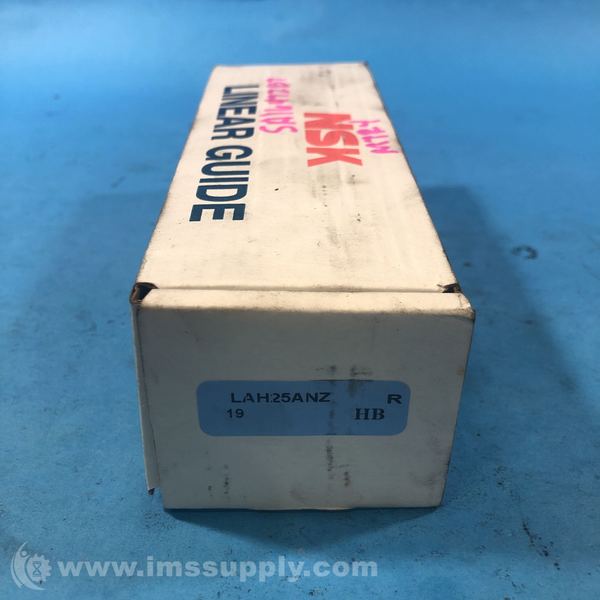 NSK
LINEAR GUIDE
LAH25ANZ R
19 HB
www.imssupply.com